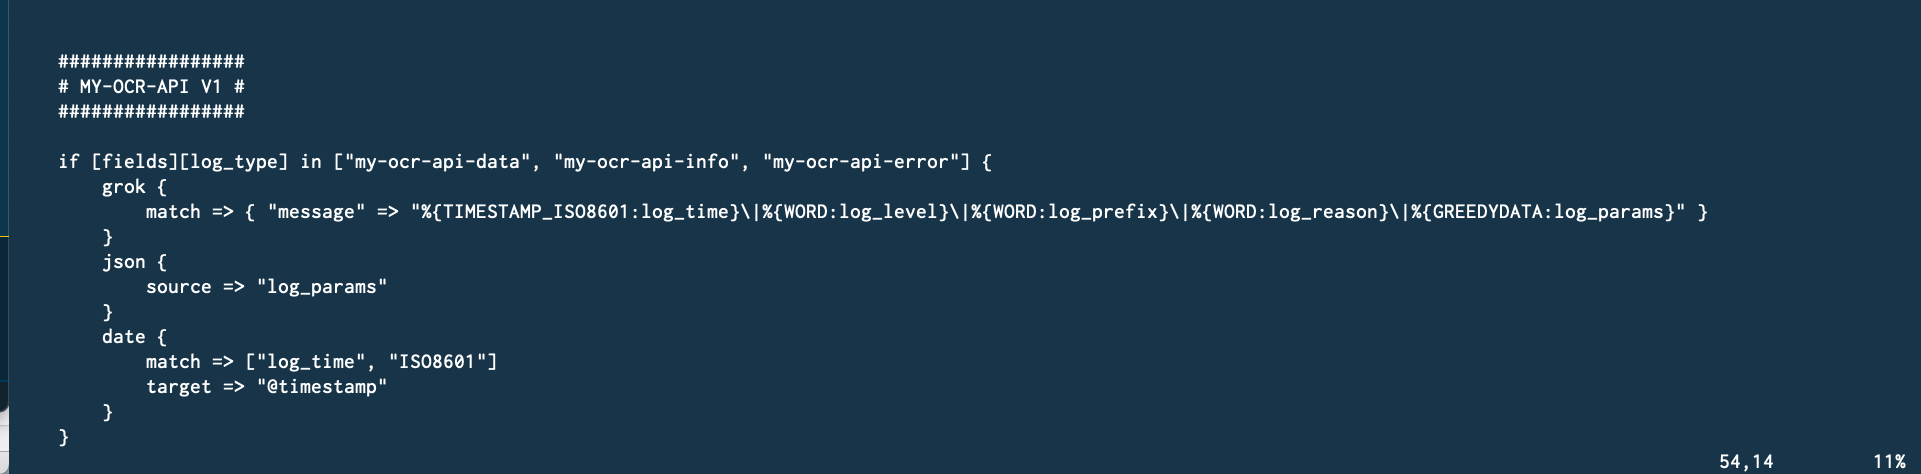 #################
# MY-OCR-API V1 #
#################
if [fields][log_type] in ["my-ocr-api-data", "my-ocr-api-info", "my-ocr-api-error"] {
    grok {
        match => { "message" => "%{TIMESTAMP_ISO8601:log_time}\|%{WORD:log_level}\|%{WORD:log_prefix}\|%{WORD:log_reason}\|%{GREEDYDATA:log_params}" }
    }
    json {
        source => "log_params"
    }
    date {
        match => ["log_time", "ISO8601"]
        target => "@timestamp"
    }
}
54,14 11%